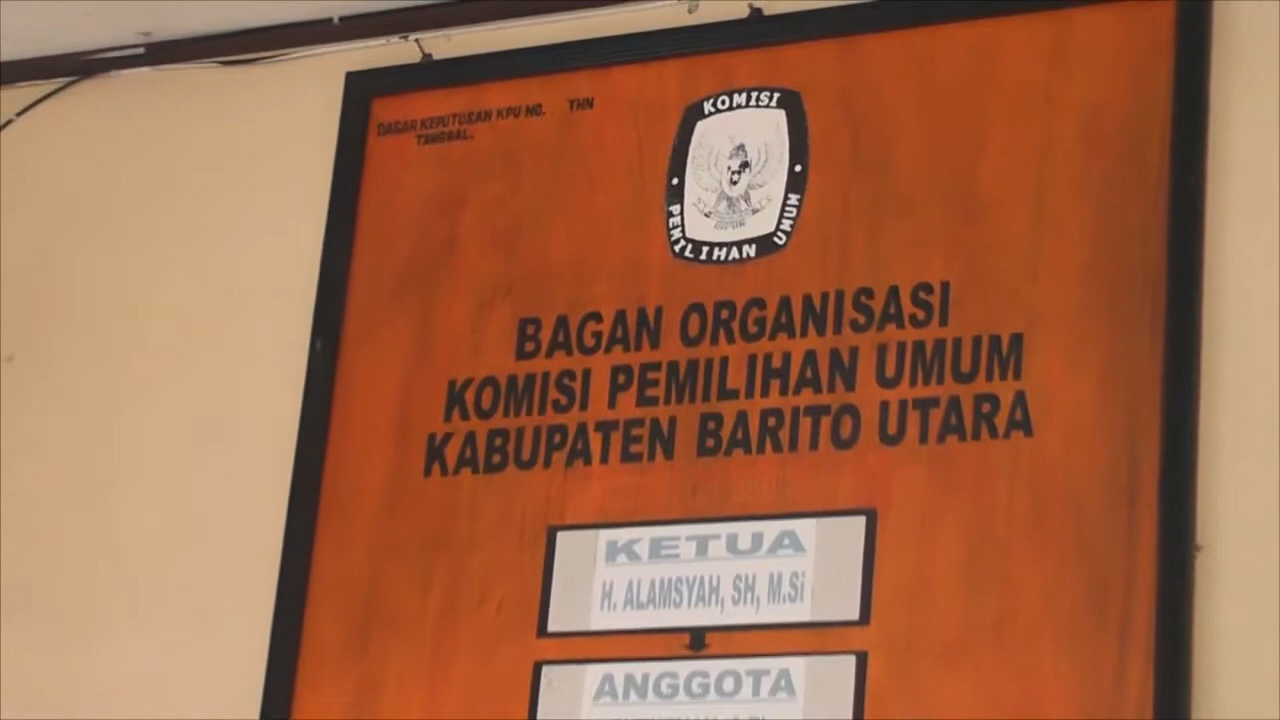 DASAR KEPUTUSAN KPU NO. THN
TANGGAL.
KOMISI
PEMILIHAN UMUM
BAGAN ORGANISASI
KOMISI PEMILIHAN UMUM
KABUPATEN BARITO UTARA
KETUA
H. ALAMSYAH, SH, M.Si
ANGGOTA